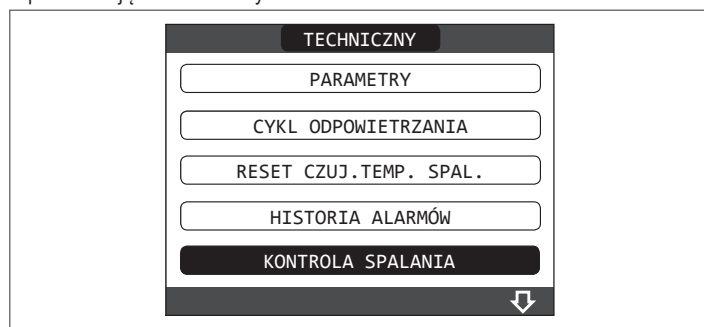 TECHNICZNY
PARAMETRY
CYKL ODPOWIETRZANIA
RESET CZUJ.TEMP. SPAL.
HISTORIA ALARMÓW
KONTROLA SPALANIA